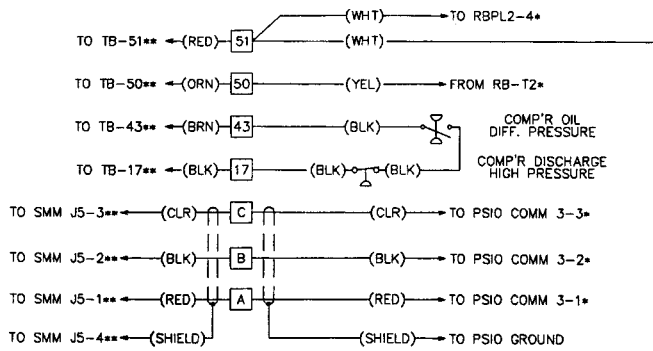 (WHT) TO RBPL2-4*
TO TB-51** (RED) 51 (WHT)
TO TB-50** (ORN) 50 (YEL) FROM RB-T2*
TO TB-43** (BRN) 43 (BLK) COMP'R OIL
DIFF. PRESSURE
TO TB-17** (BLK) 17 (BLK) (BLK) COMP'R DISCHARGE
HIGH PRESSURE
TO SMM J5-3** (CLR) C (CLR) TO PSIO COMM 3-3*
TO SMM J5-2** (BLK) B (BLK) TO PSIO COMM 3-2*
TO SMM J5-1** (RED) A (RED) TO PSIO COMM 3-1*
TO SMM J5-4** (SHIELD) (SHIELD) TO PSIO GROUND